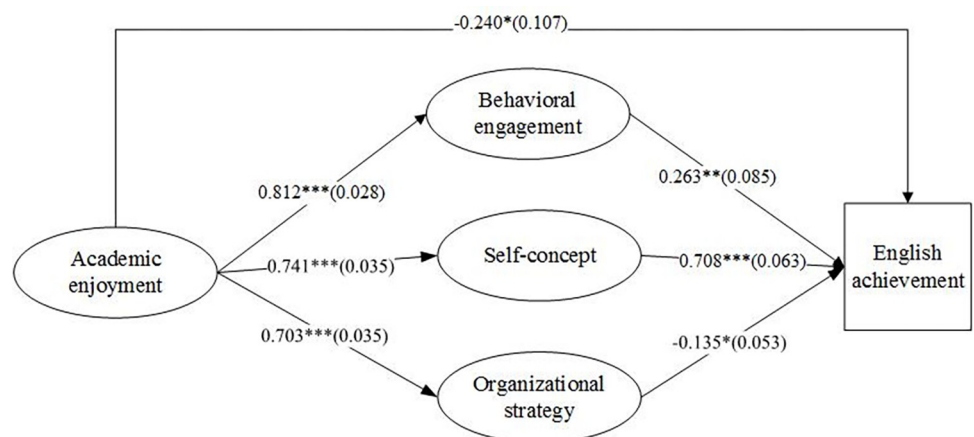 -0.240*(0.107)
Behavioral
engagement
0.812***(0.028)
0.263**(0.085)
Academic
enjoyment
0.741***(0.035)
Self-concept
0.708***(0.063)
English
achievement
0.703***(0.035)
-0.135*(0.053)
Organizational
strategy